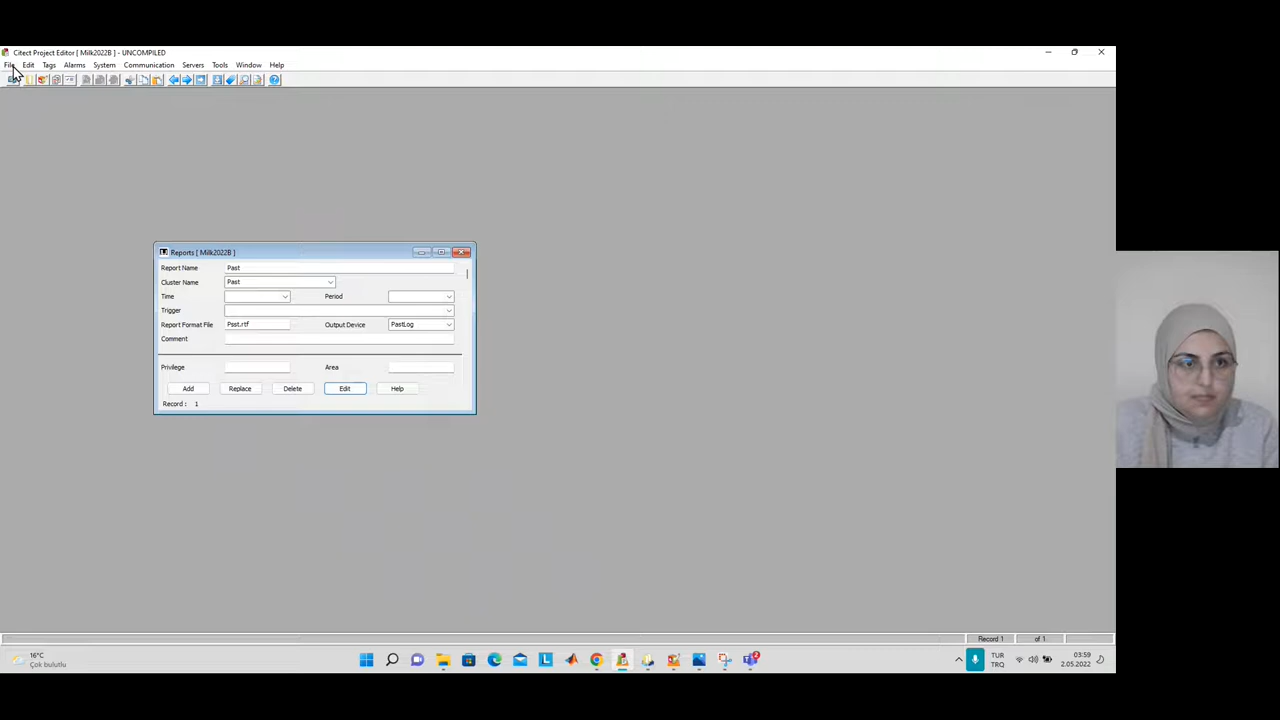 Citect Project Editor [ Milk2022B ] - UNCOMPILED
File Edit Tags Alarms System Communication Servers Tools Window Help
Reports [ Milk2022B ]
Report Name Past
Cluster Name Past
Time Period
Trigger
Report Format File Psst.rtf Output Device PastLog
Comment
Privilege Area
Add Replace Delete Edit Help
Record : 1
Record 1 of 1
16°C
Çok bulutlu
TUR
TRQ
03:59
2.05.2022